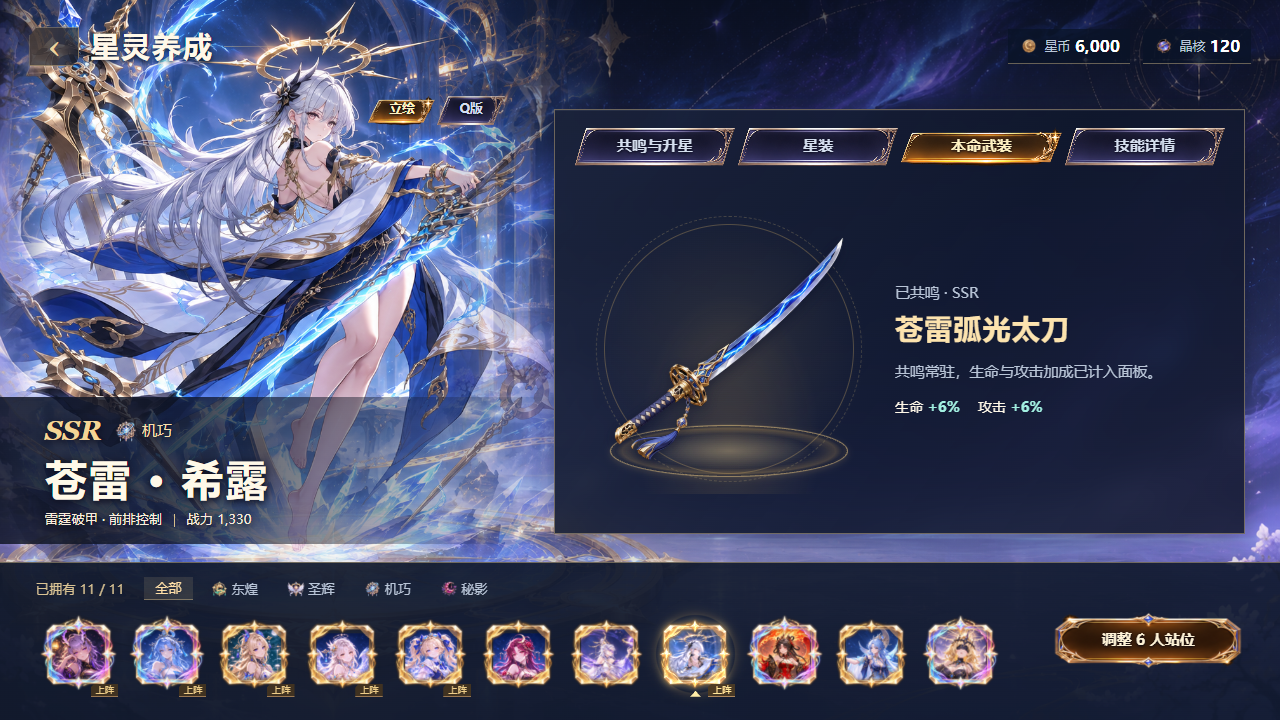 星灵养成
星币 6,000
晶核 120
立绘
Q版
共鸣与升星
星装
本命武装
技能详情
已共鸣 · SSR
苍雷弧光太刀
共鸣常驻，生命与攻击加成已计入面板。
生命 +6% 攻击 +6%
SSR 机巧
苍雷·希露
雷霆破甲 · 前排控制 | 战力 1,330
已拥有 11 / 11
全部
东煌
圣辉
机巧
秘影
上阵
上阵
上阵
上阵
上阵
上阵
调整 6 人站位